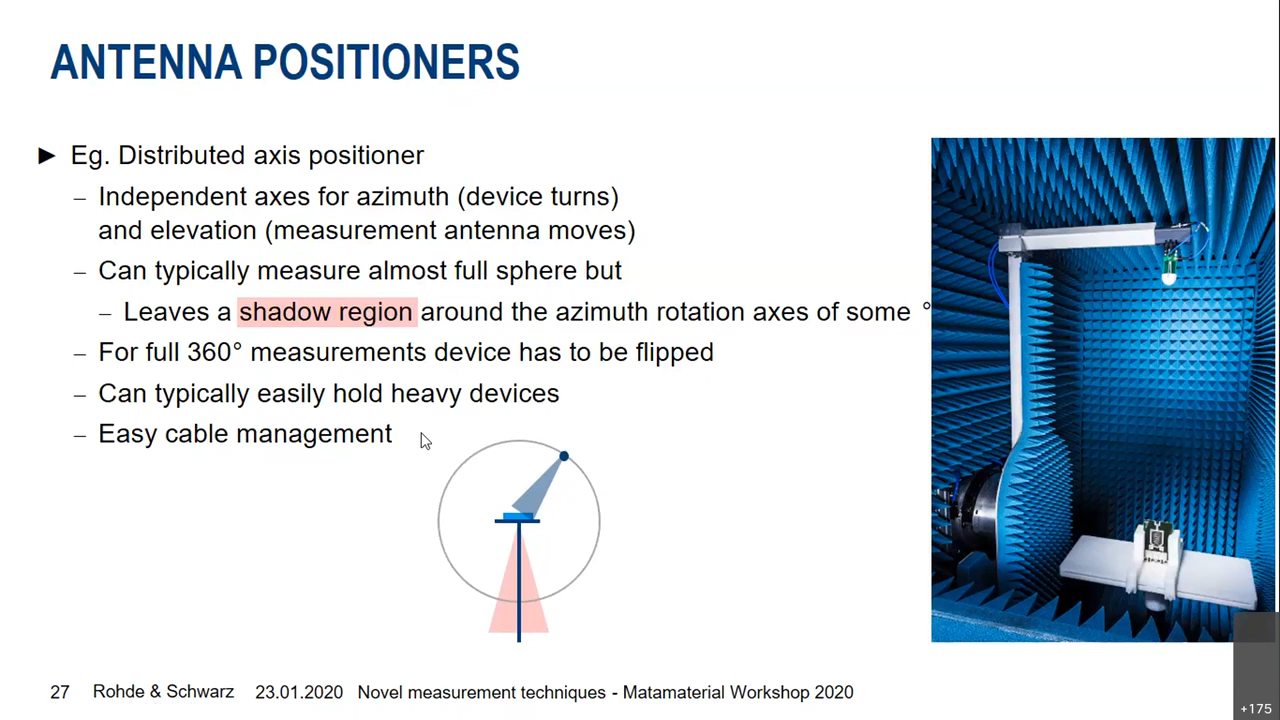 ANTENNA POSITIONERS
► Eg. Distributed axis positioner
– Independent axes for azimuth (device turns)
and elevation (measurement antenna moves)
– Can typically measure almost full sphere but
– Leaves a shadow region around the azimuth rotation axes of some °
– For full 360° measurements device has to be flipped
– Can typically easily hold heavy devices
– Easy cable management
27 Rohde & Schwarz 23.01.2020 Novel measurement techniques - Matamaterial Workshop 2020
+175